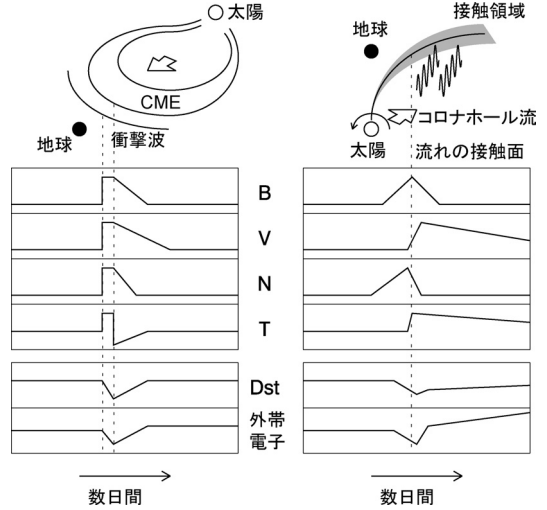 太陽
CME
地球
衝撃波
接触領域
地球
コロナホール流
太陽
流れの接触面
B
V
N
T
Dst
外帯
電子
数日間
数日間